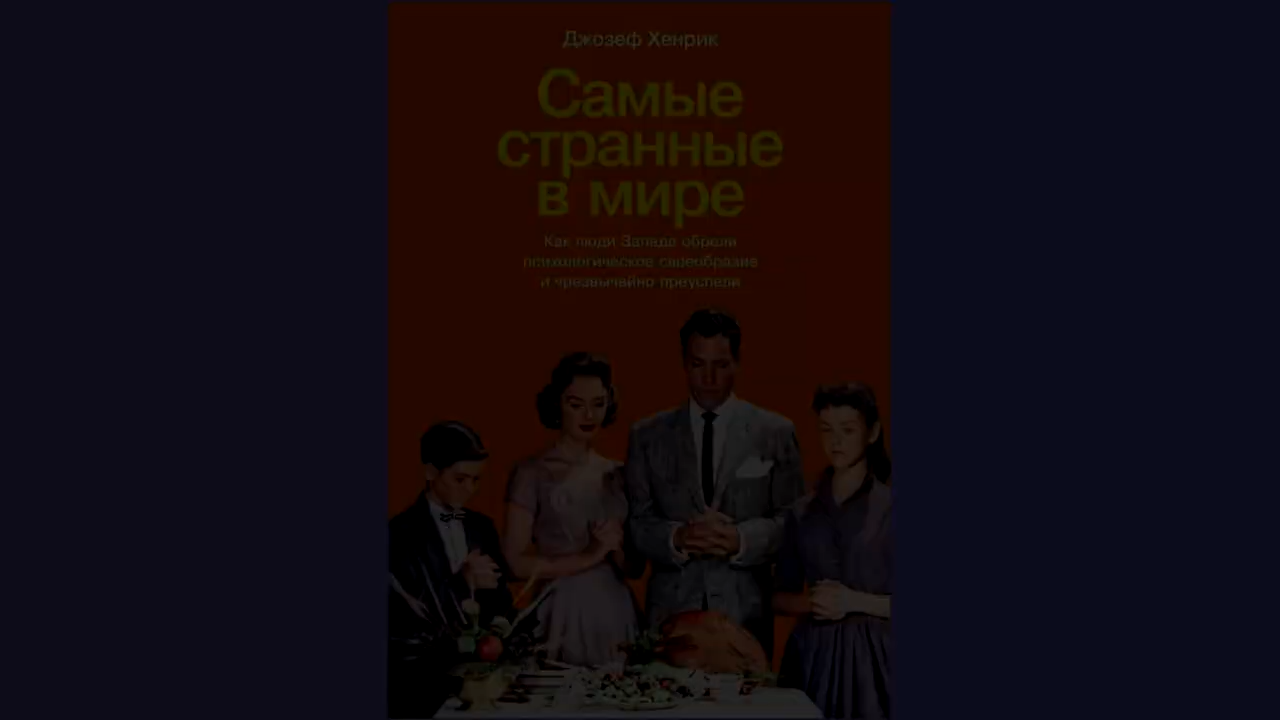 Джозеф Хенрик
Самые
странные
в мире
Как люди Запада обрели
психологическое своеобразие
и чрезвычайно преуспели